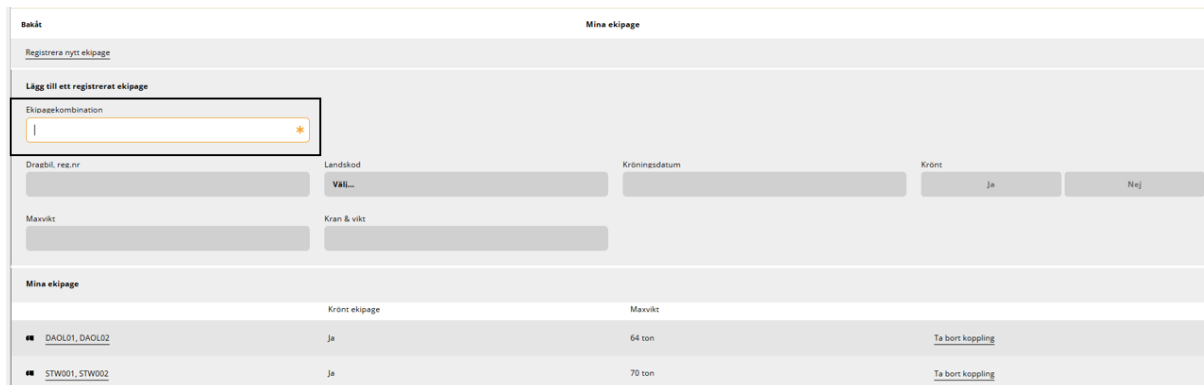 Bakåt Mina ekipage
Registrera nytt ekipage
Lägg till ett registrerat ekipage
Ekipagekombination
*
Dragbil, reg.nr Landskod Kröningsdatum Krönt
Välj... Ja Nej
Maxvikt Kran & vikt
Mina ekipage
Krönt ekipage Maxvikt
DAOL01, DAOL02 Ja 64 ton Ta bort koppling
STW001, STW002 Ja 70 ton Ta bort koppling